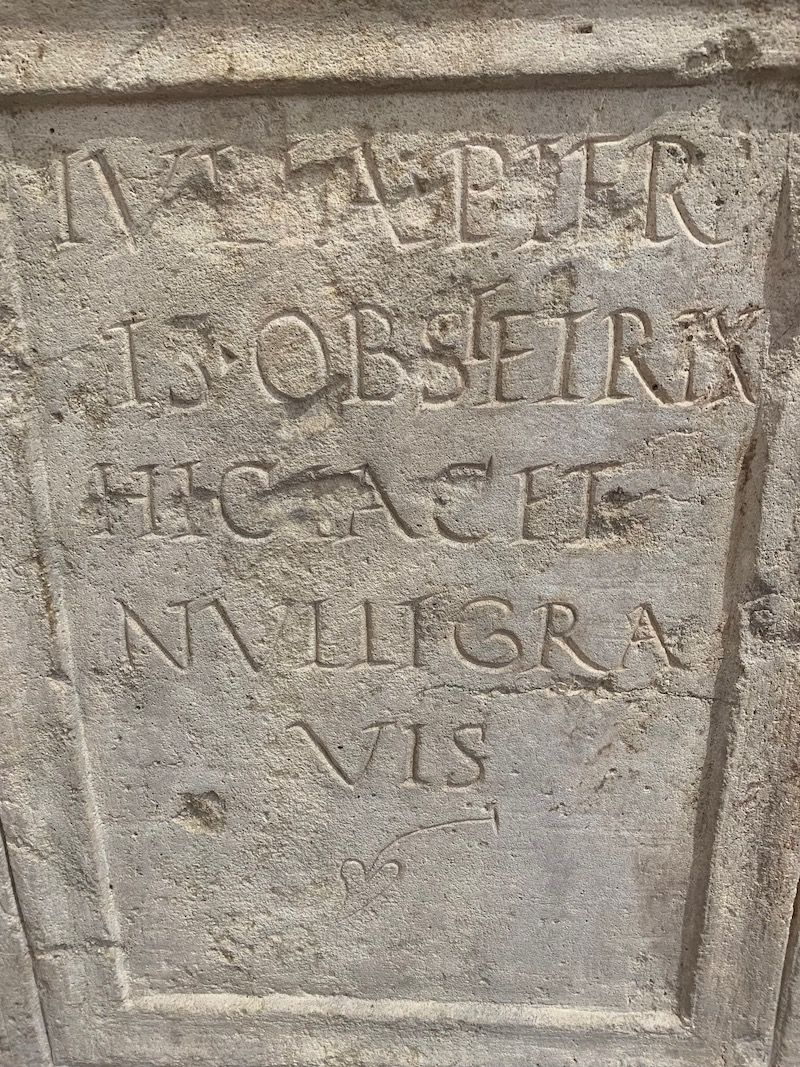 IVLIA·PIER
IS·OBSTETRIX
HIC IACET
NVLLI GRA
VIS